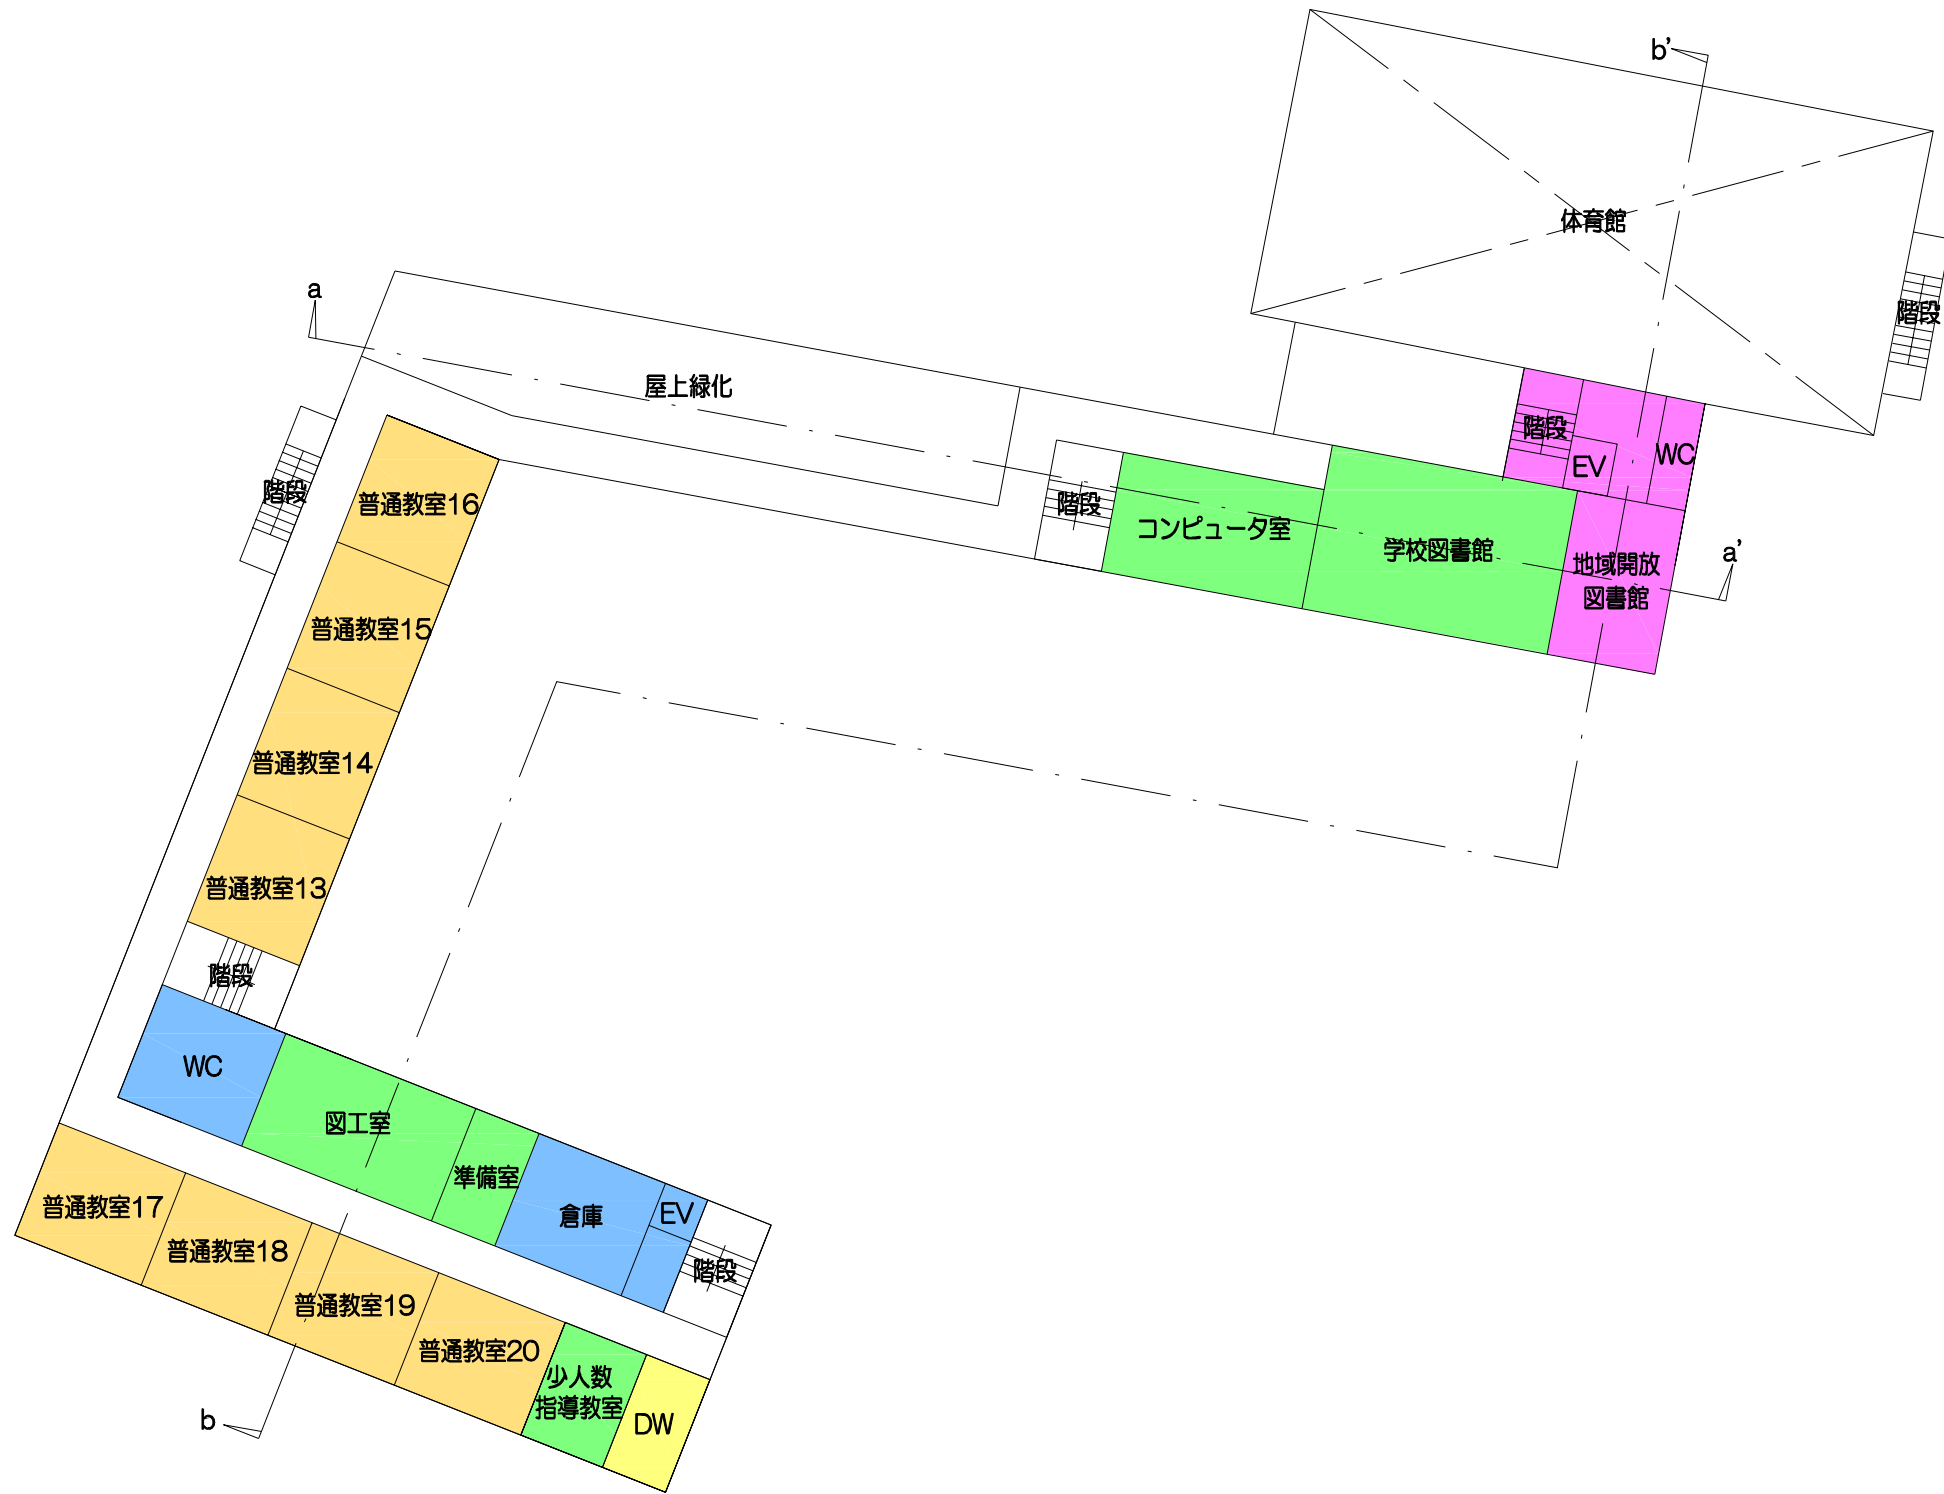 b'
体育館
階段
a
屋上緑化
階段
WC
EV
階段
階段
普通教室16
コンピュータ室
学校図書館
地域開放
図書館
a'
普通教室15
普通教室14
普通教室13
階段
WC
図工室
準備室
倉庫
EV
階段
普通教室17
普通教室18
普通教室19
普通教室20
少人数
指導教室
DW
b